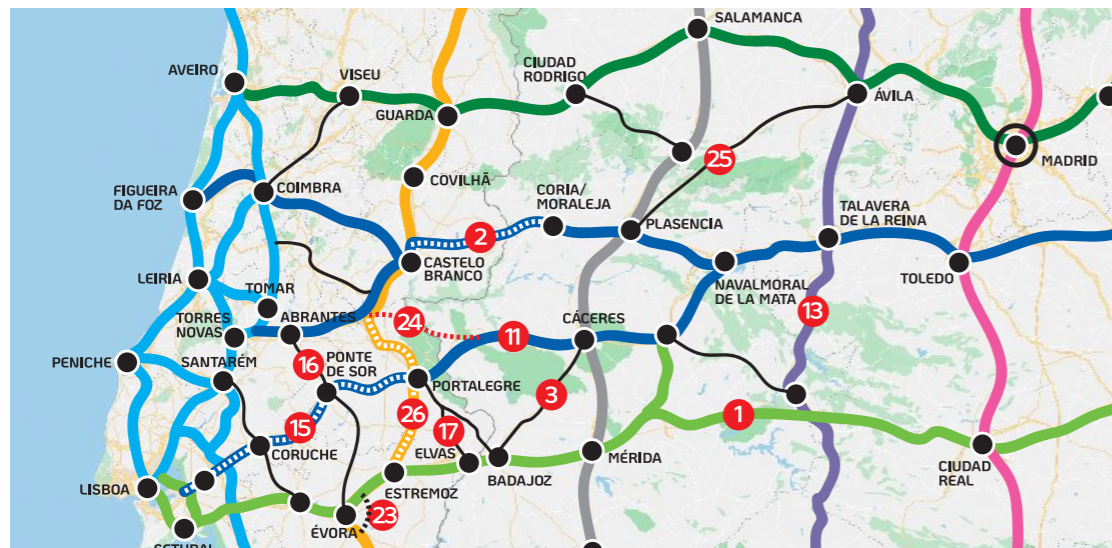 SALAMANCA
AVEIRO
VISEU
CIUDAD
RODRIGO
ÁVILA
GUARDA
MADRID
25
COVILHÃ
FIGUEIRA
DA FOZ
COIMBRA
CORIA/
MORALEJA
TALAVERA
DE LA REINA
PLASENCIA
2
CASTELO
BRANCO
TOLEDO
LEIRIA
NAVALMORAL
DE LA MATA
TOMAR
13
TORRES
NOVAS
ABRANTES
24
11
CÁCERES
PENICHE
SANTARÉM
16
PONTE
DE SOR
PORTALEGRE
3
26
1
15
17
CORUCHE
ELVAS
MÉRIDA
CIUDAD
REAL
LISBOA
ESTREMOZ
BADAJOZ
23
ÉVORA